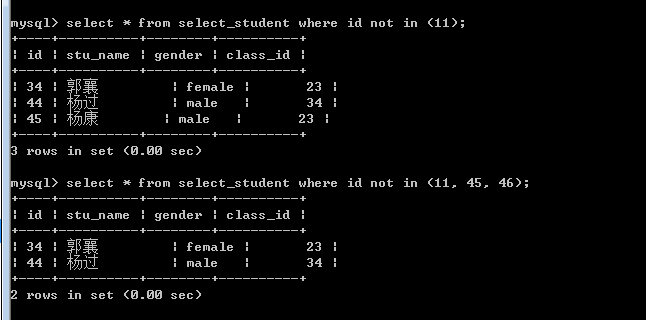 mysql> select * from select_student where id not in (11);
+----+----------+--------+----------+
| id | stu_name | gender | class_id |
+----+----------+--------+----------+
| 34 | 郭襄         | female |       23 |
| 44 | 杨过         | male   |       34 |
| 45 | 杨康        | male   |       23 |
+----+----------+--------+----------+
3 rows in set (0.00 sec)
mysql> select * from select_student where id not in (11, 45, 46);
+----+----------+--------+----------+
| id | stu_name | gender | class_id |
+----+----------+--------+----------+
| 34 | 郭襄         | female |       23 |
| 44 | 杨过         | male   |       34 |
+----+----------+--------+----------+
2 rows in set (0.00 sec)